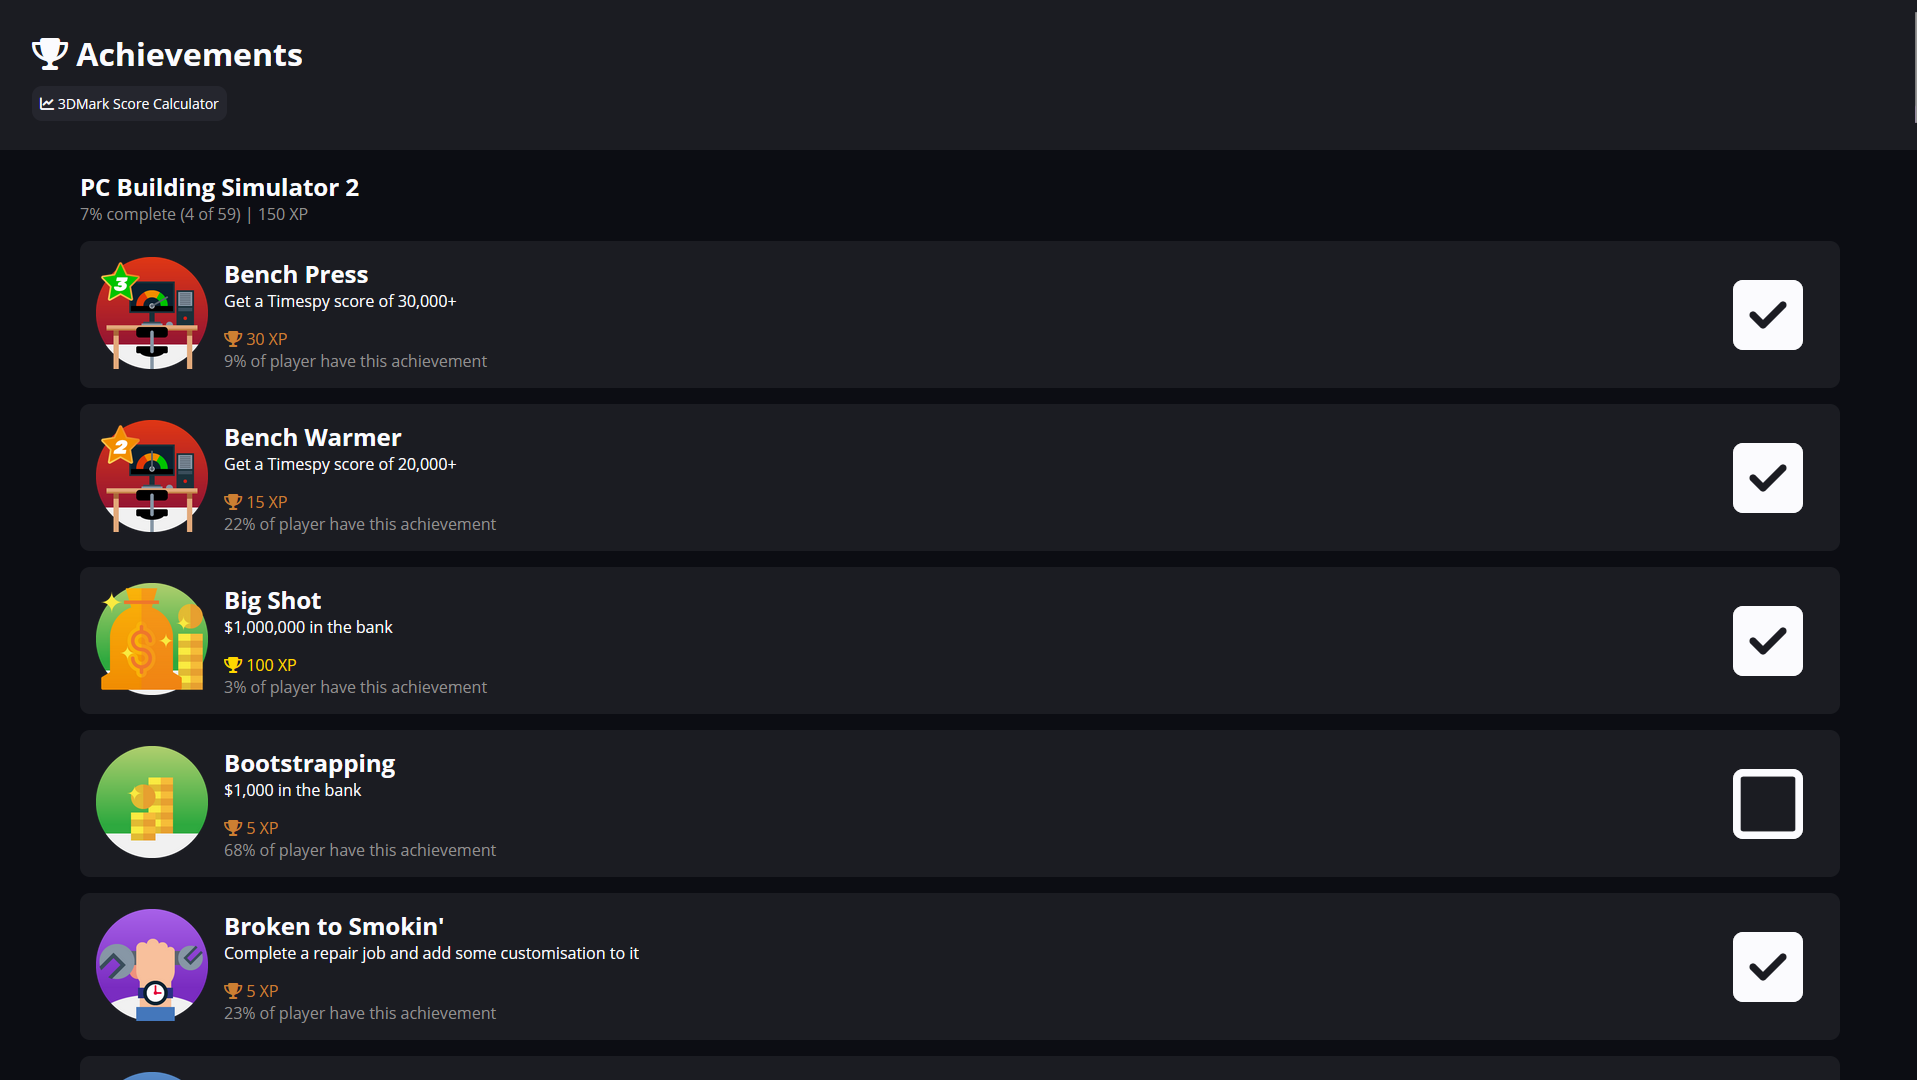 Achievements
3DMark Score Calculator
PC Building Simulator 2
7% complete (4 of 59) | 150 XP
3
Bench Press
Get a Timespy score of 30,000+
30 XP
9% of player have this achievement
2
Bench Warmer
Get a Timespy score of 20,000+
15 XP
22% of player have this achievement
$
Big Shot
$1,000,000 in the bank
100 XP
3% of player have this achievement
Bootstrapping
$1,000 in the bank
5 XP
68% of player have this achievement
Broken to Smokin'
Complete a repair job and add some customisation to it
5 XP
23% of player have this achievement